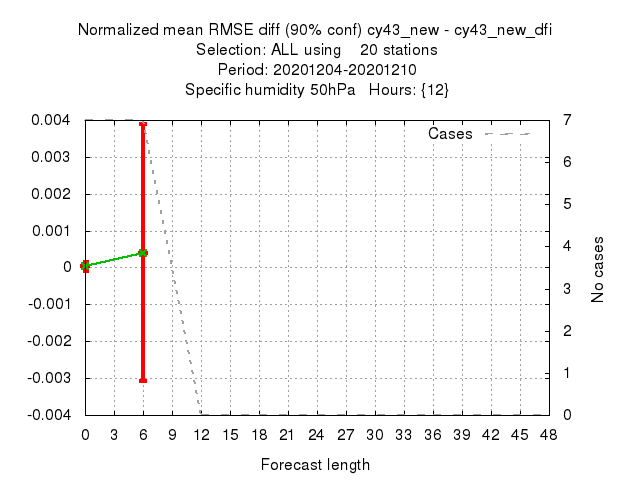 Normalized mean RMSE diff (90% conf) cy43_new - cy43_new_dfi
Selection: ALL using    20 stations
Period: 20201204-20201210
Specific humidity 50hPa   Hours: {12}
Cases
0.004
0.003
0.002
0.001
0
-0.001
-0.002
-0.003
-0.004
7
6
5
4
3
2
1
0
No cases
0 3 6 9 12 15 18 21 24 27 30 33 36 39 42 45 48
Forecast length